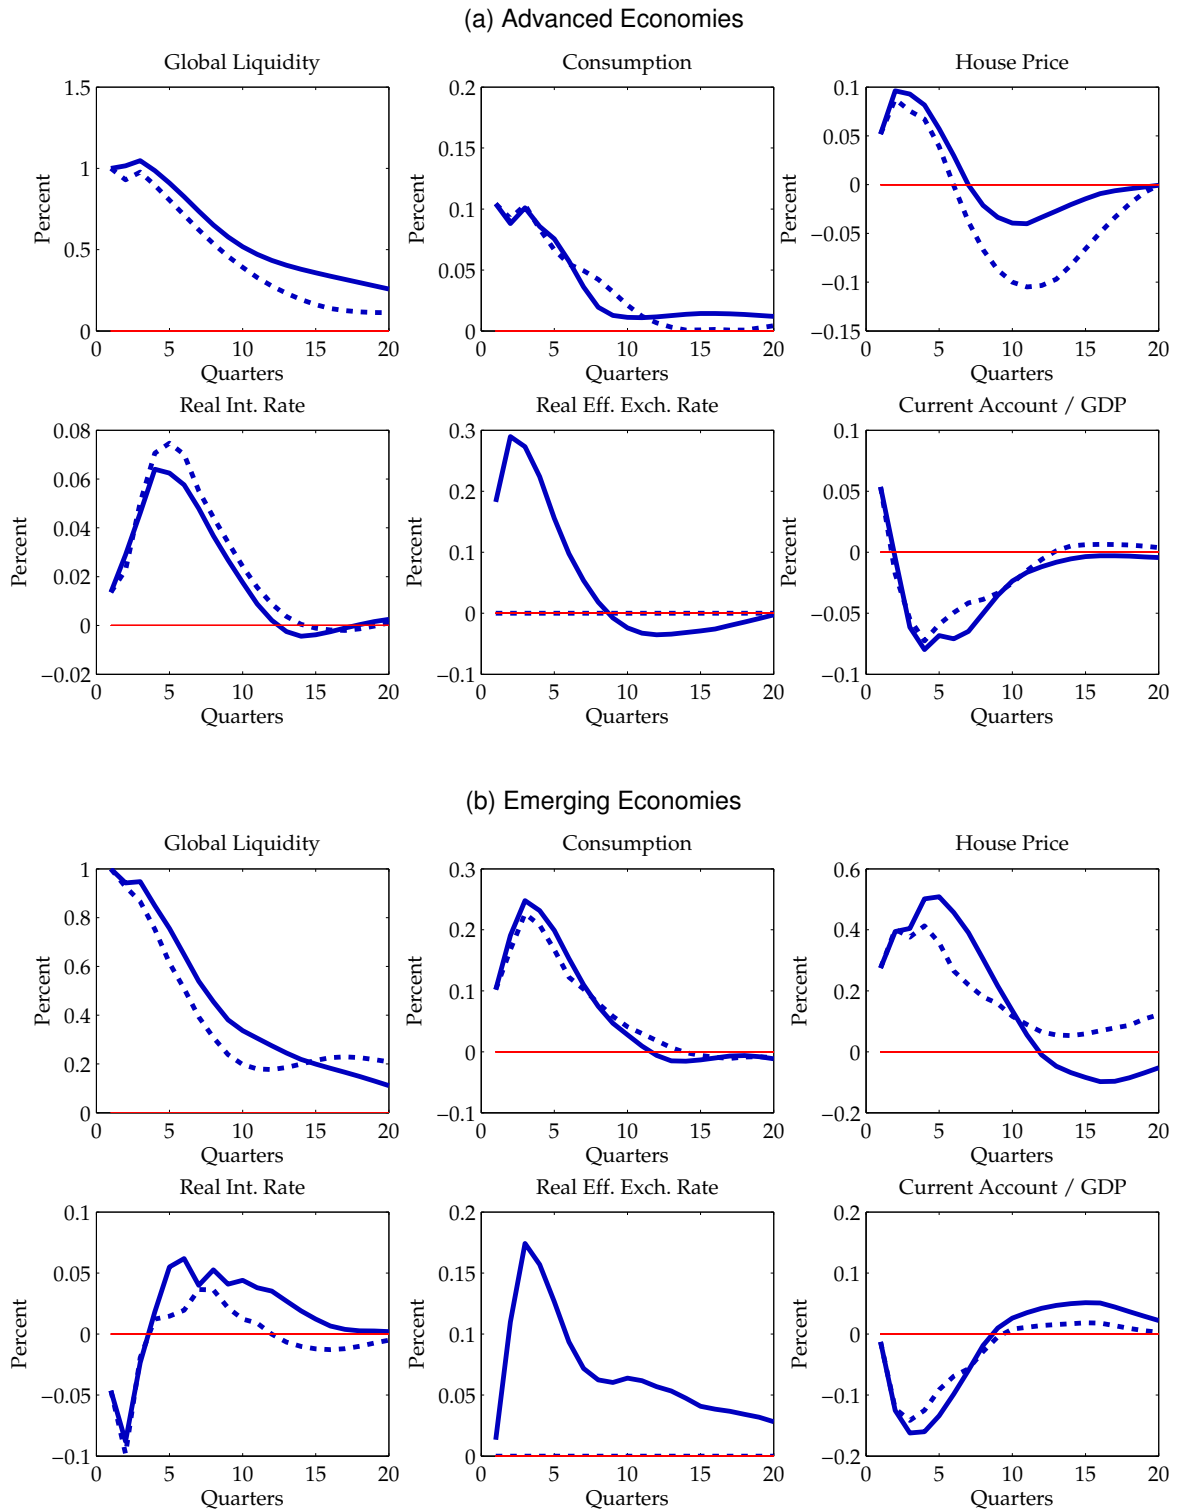 (a) Advanced Economies
Global Liquidity
Consumption
House Price
Percent
1.5
1
0.5
0
0 5 10 15 20
Quarters
Percent
0.2
0.15
0.1
0.05
0
0 5 10 15 20
Quarters
Percent
0.1
0.05
0
−0.05
−0.1
−0.15
0 5 10 15 20
Quarters
Real Int. Rate
Real Eff. Exch. Rate
Current Account / GDP
Percent
0.08
0.06
0.04
0.02
0
−0.02
0 5 10 15 20
Quarters
Percent
0.3
0.2
0.1
0
−0.1
0 5 10 15 20
Quarters
Percent
0.1
0.05
0
−0.05
−0.1
0 5 10 15 20
Quarters
(b) Emerging Economies
Global Liquidity
Consumption
House Price
Percent
1
0.8
0.6
0.4
0.2
0
0 5 10 15 20
Quarters
Percent
0.3
0.2
0.1
0
−0.1
0 5 10 15 20
Quarters
Percent
0.6
0.4
0.2
0
−0.2
0 5 10 15 20
Quarters
Real Int. Rate
Real Eff. Exch. Rate
Current Account / GDP
Percent
0.1
0.05
0
−0.05
−0.1
0 5 10 15 20
Quarters
Percent
0.2
0.15
0.1
0.05
0
0 5 10 15 20
Quarters
Percent
0.2
0.1
0
−0.1
−0.2
0 5 10 15 20
Quarters